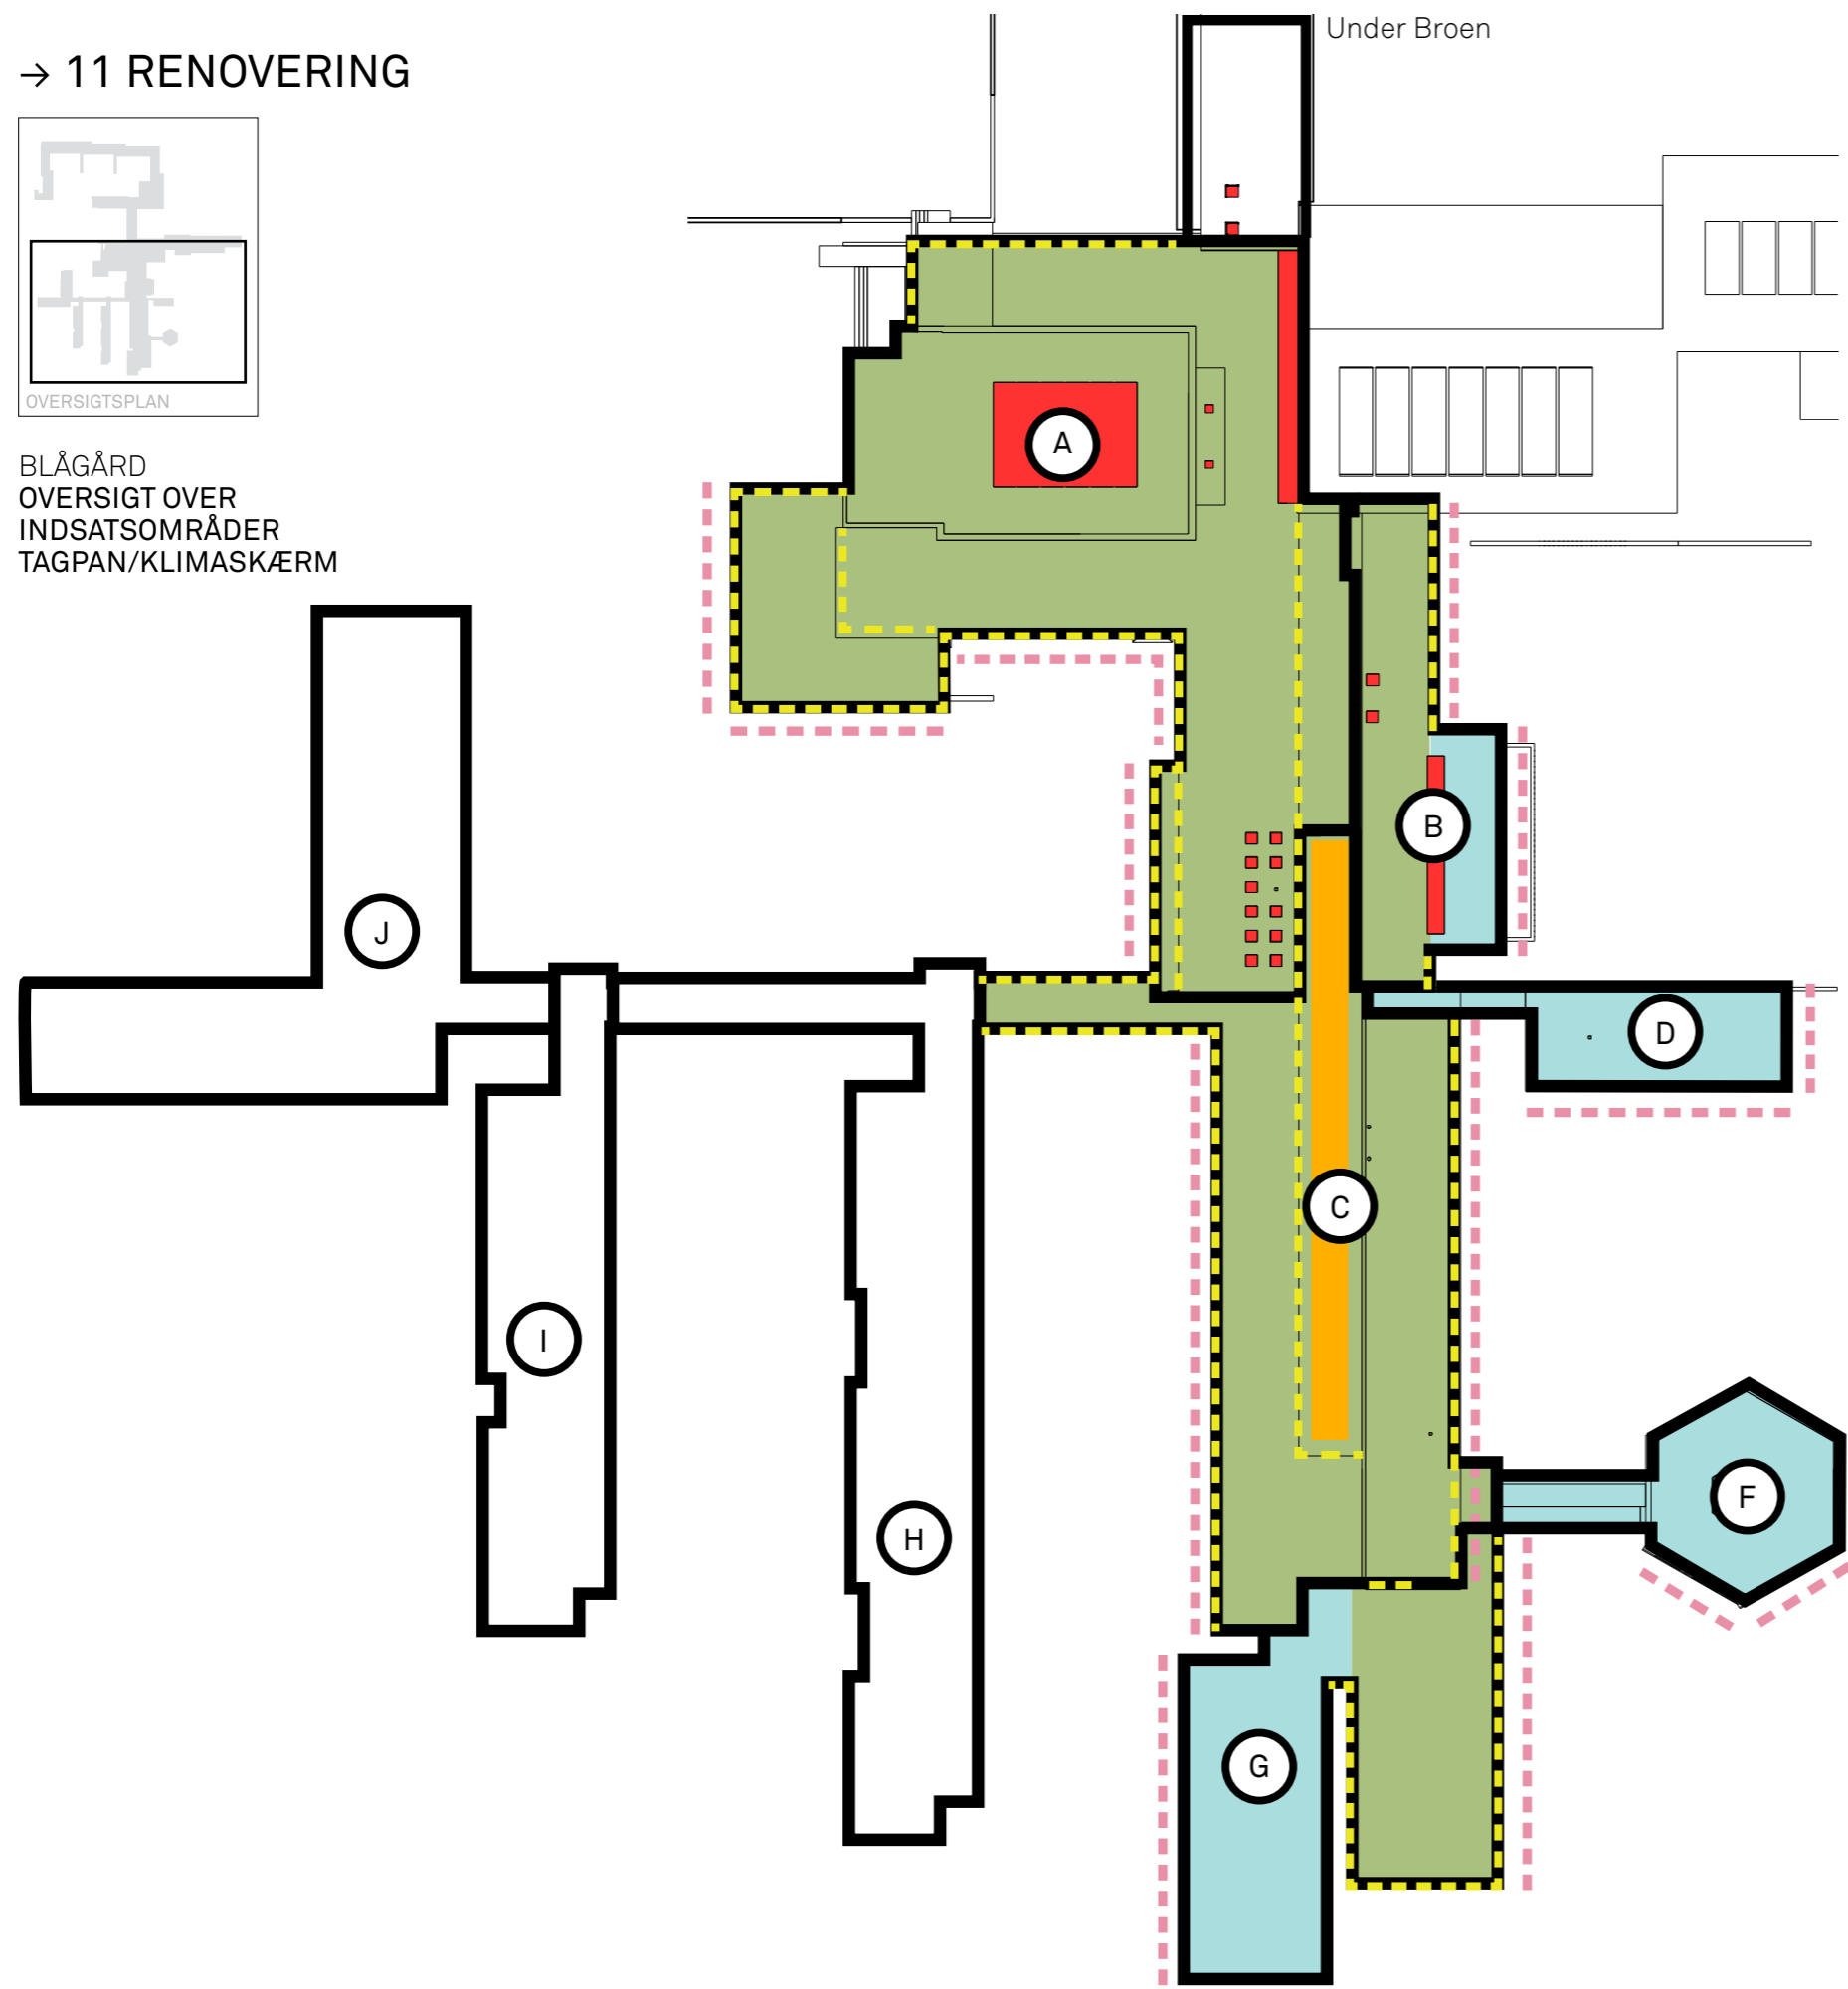 → 11 RENOVERING
Under Broen
OVERSIGTSPLAN
BLÅGÅRD
OVERSIGT OVER
INDSATSOMRÅDER
TAGPAN/KLIMASKÆRM
A
B
J
D
C
I
F
H
G